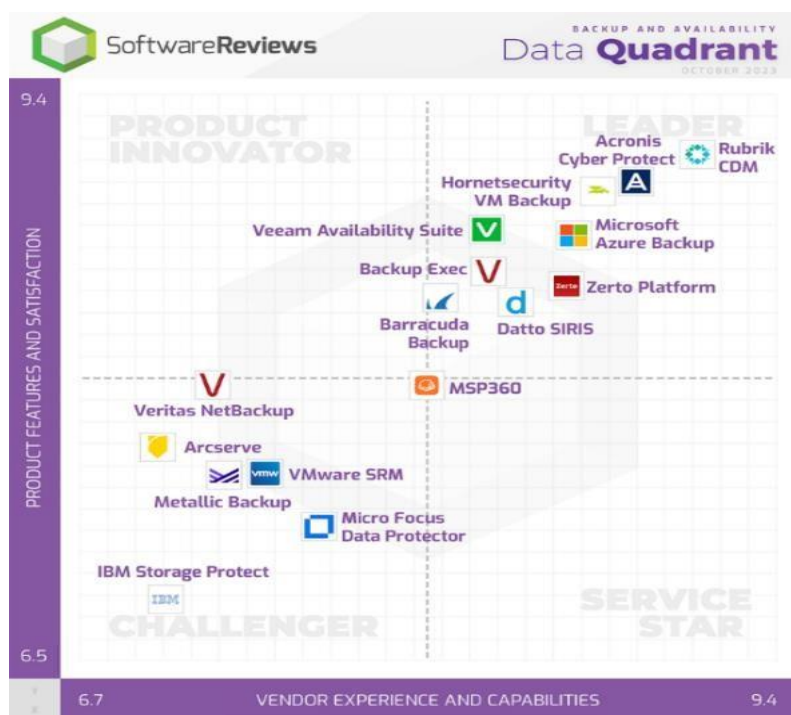 SoftwareReviews
BACKUP AND AVAILABILITY
Data Quadrant
OCTOBER 2023
9.4
PRODUCT
INNOVATOR
LEADER
Acronis
Cyber Protect
Rubrik
CDM
Hornetsecurity
VM Backup
Veeam Availability Suite
Microsoft
Azure Backup
Backup Exec
Zerto
Zerto Platform
Barracuda
Backup
Datto SIRIS
PRODUCT FEATURES AND SATISFACTION
MSP360
Veritas NetBackup
Arcserve
vmw
VMware SRM
Metallic Backup
Micro Focus
Data Protector
IBM Storage Protect
IBM
CHALLENGER
SERVICE
STAR
6.5
6.7
VENDOR EXPERIENCE AND CAPABILITIES
9.4